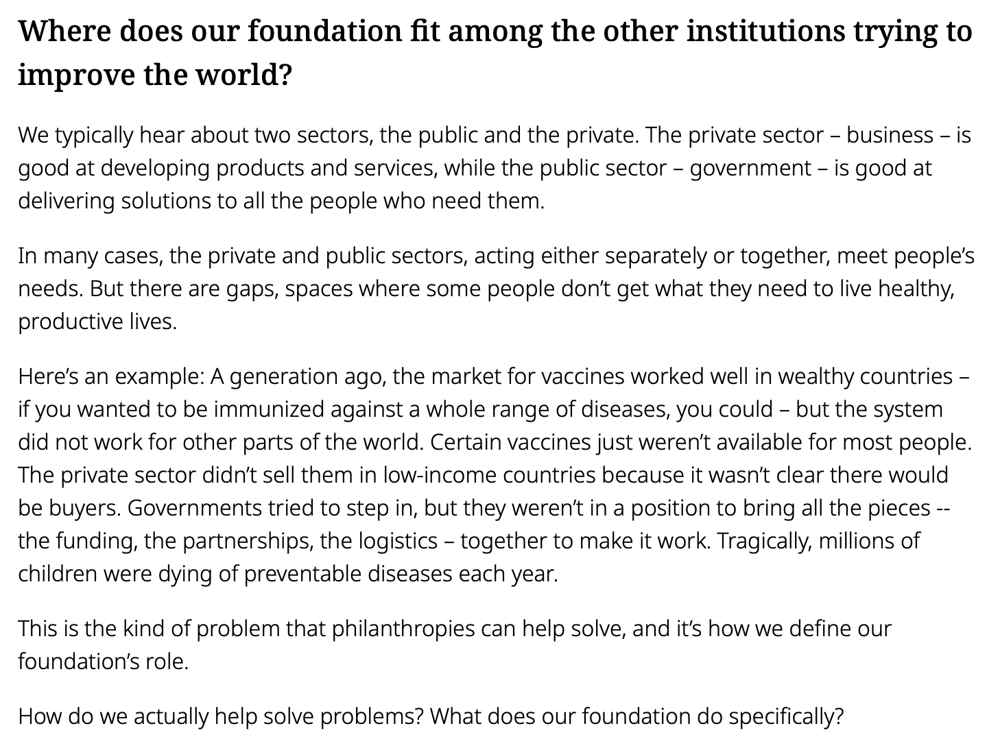 Where does our foundation fit among the other institutions trying to
improve the world?
We typically hear about two sectors, the public and the private. The private sector – business – is
good at developing products and services, while the public sector – government – is good at
delivering solutions to all the people who need them.
In many cases, the private and public sectors, acting either separately or together, meet people’s
needs. But there are gaps, spaces where some people don’t get what they need to live healthy,
productive lives.
Here’s an example: A generation ago, the market for vaccines worked well in wealthy countries –
if you wanted to be immunized against a whole range of diseases, you could – but the system
did not work for other parts of the world. Certain vaccines just weren’t available for most people.
The private sector didn’t sell them in low-income countries because it wasn’t clear there would
be buyers. Governments tried to step in, but they weren’t in a position to bring all the pieces --
the funding, the partnerships, the logistics – together to make it work. Tragically, millions of
children were dying of preventable diseases each year.
This is the kind of problem that philanthropies can help solve, and it’s how we define our
foundation’s role.
How do we actually help solve problems? What does our foundation do specifically?